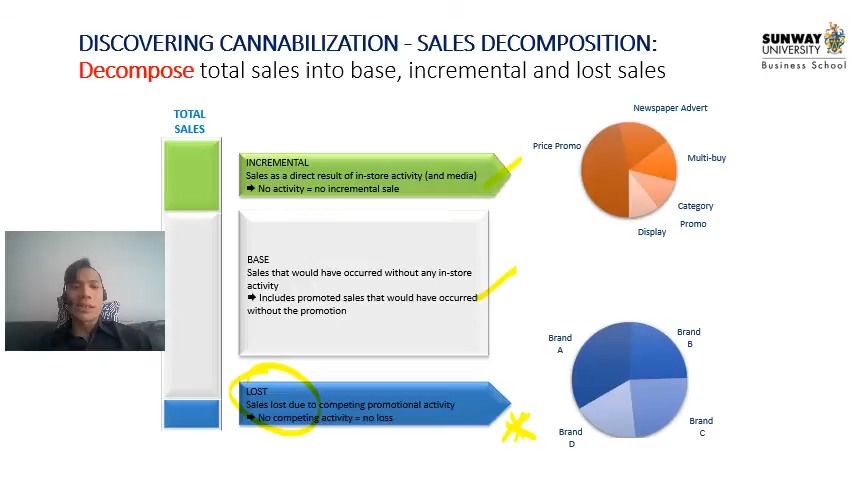 DISCOVERING CANNABILIZATION - SALES DECOMPOSITION:
Decompose total sales into base, incremental and lost sales
SUNWAY
UNIVERSITY
Business School
TOTAL
SALES
INCREMENTAL
Sales as a direct result of in-store activity (and media)
🡆 No activity = no incremental sale
BASE
Sales that would have occurred without any in-store
activity
🡆 Includes promoted sales that would have occurred
without the promotion
LOST
Sales lost due to competing promotional activity
🡆 No competing activity = no loss
Newspaper Advert
Price Promo
Multi-buy
Category
Promo
Display
Brand
A
Brand
B
Brand
C
Brand
D